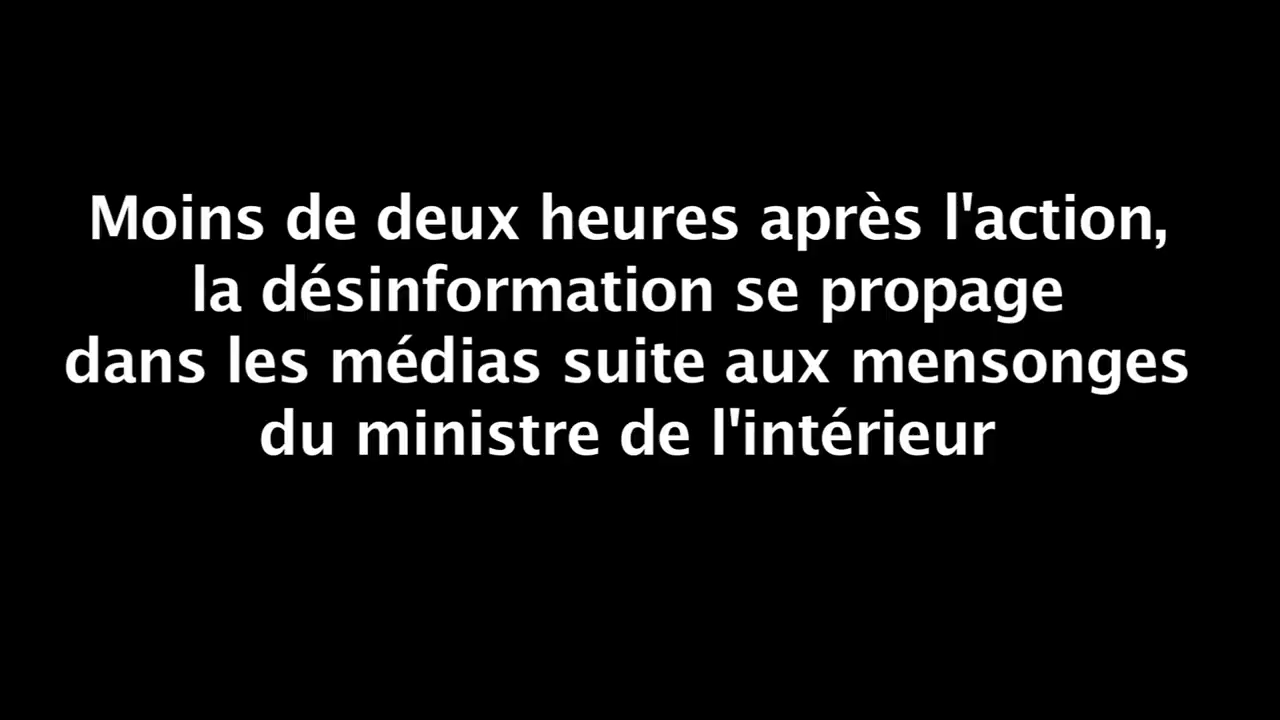 Moins de deux heures après l'action,
la désinformation se propage
dans les médias suite aux mensonges
du ministre de l'intérieur